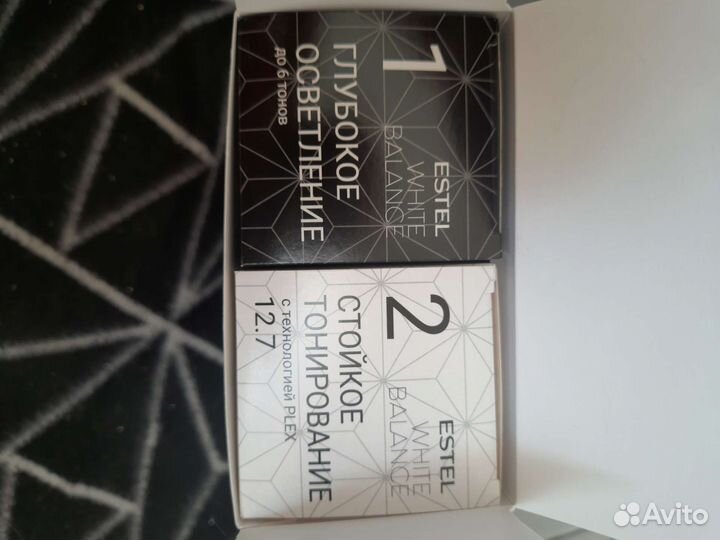 ESTEL
WHITE
BALANCE
1
ГЛУБОКОЕ
ОСВЕТЛЕНИЕ
до 6 тонов
ESTEL
WHITE
BALANCE
2
СТОЙКОЕ
ТОНИРОВАНИЕ
с технологией PLEX
12.7
Avito